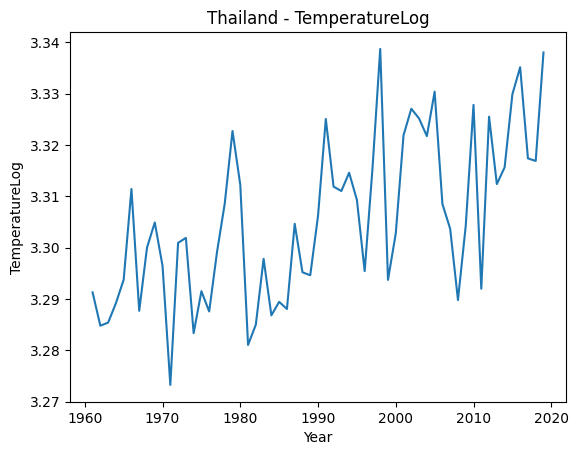 Thailand - TemperatureLog
3.34
3.33
3.32
3.31
3.30
3.29
3.28
3.27
TemperatureLog
1960 1970 1980 1990 2000 2010 2020
Year